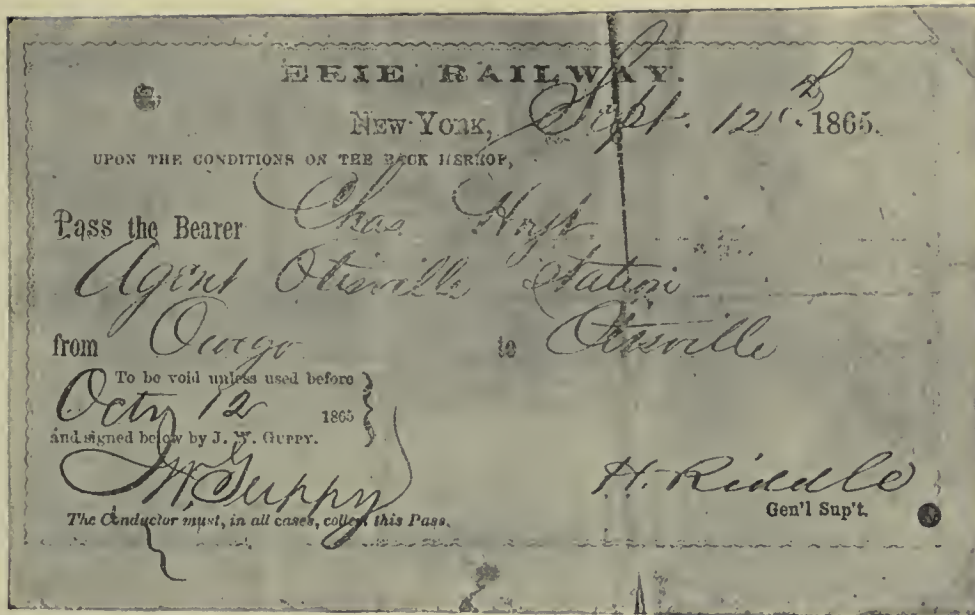 ERIE RAILWAY.
NEW-YORK, Sept. 12th 1865.
UPON THE CONDITIONS ON THE BACK HEREOF,
Pass the Bearer Chas. Hoyt.
Agent Otisville Station
from Owego to Otisville
To be void unless used before
Octr 12 1865
and signed below by J. W. GUPPY.
J W Guppy
H. Riddle
Gen'l Sup't.
The Conductor must, in all cases, collect this Pass.